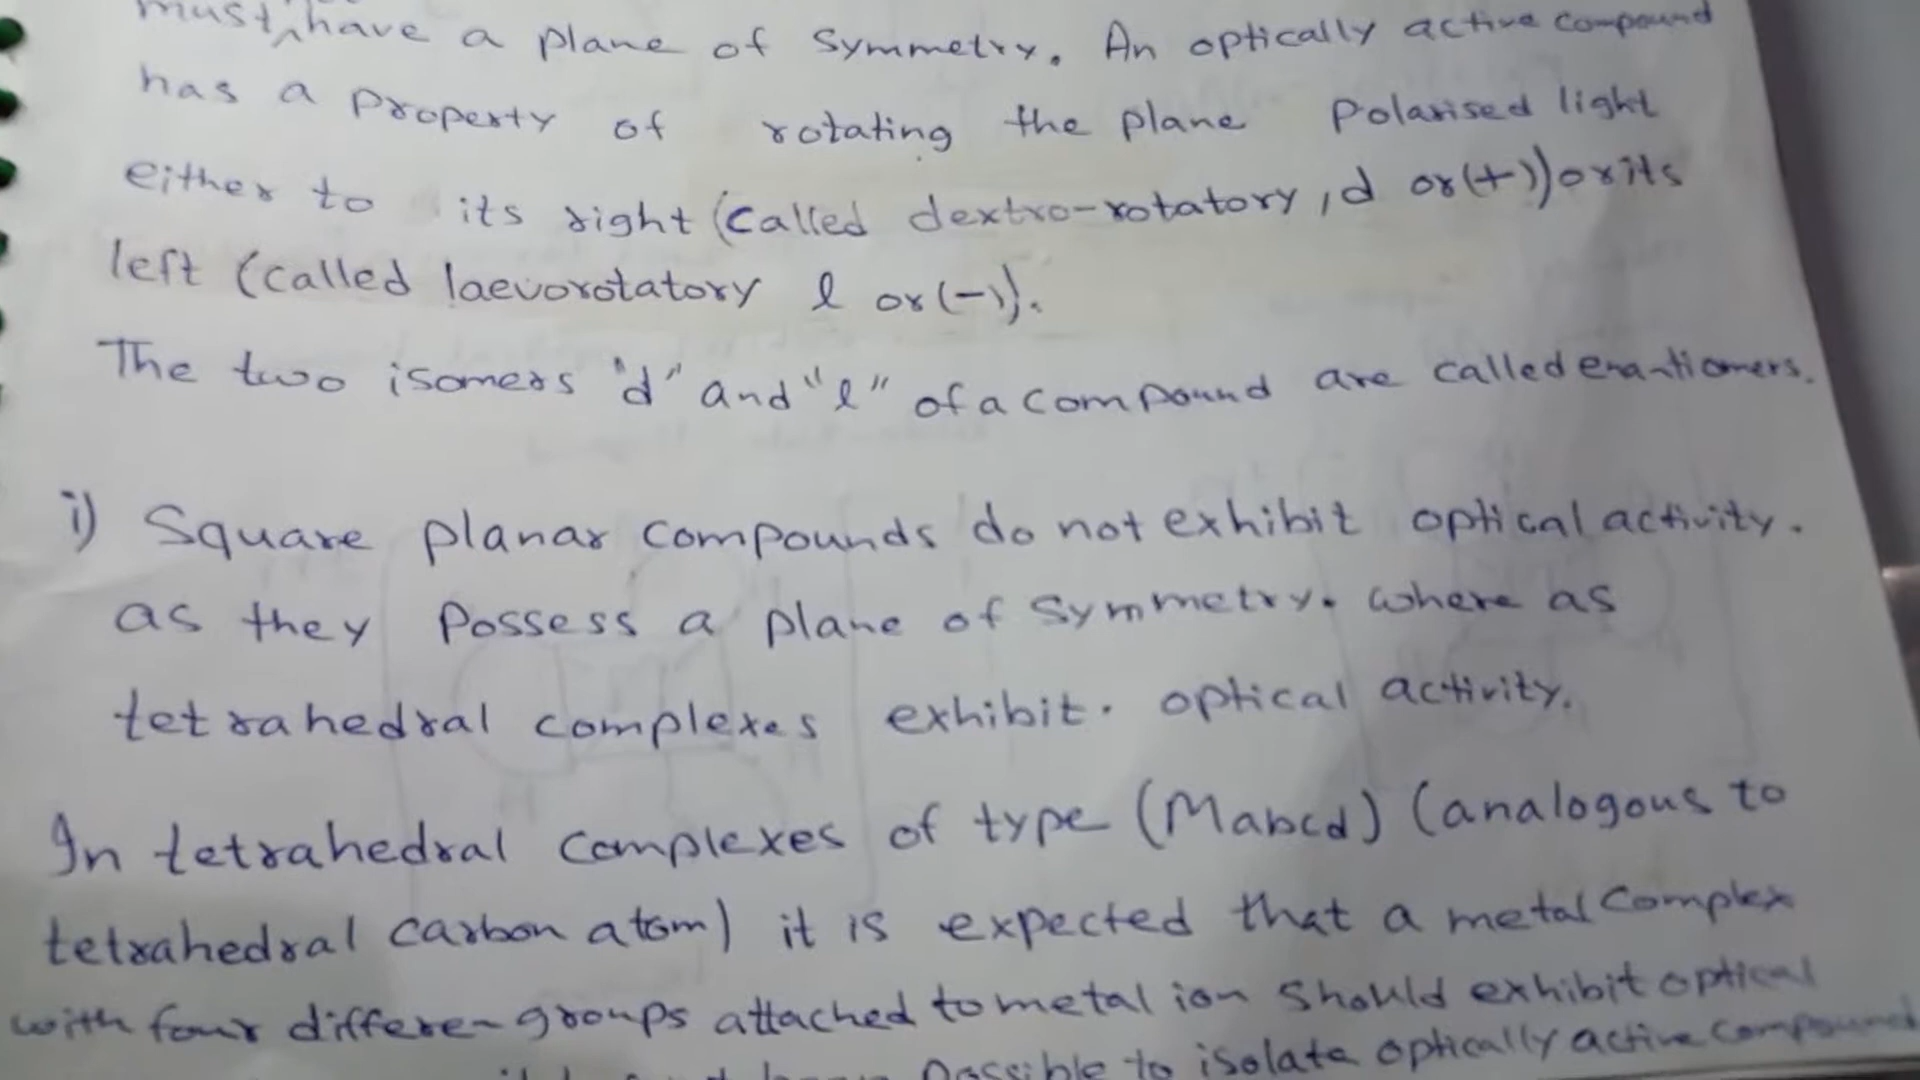 must ^ have a plane of symmetry. An optically active compound
has a property of rotating the plane polarised light
either to its right (called dextro-rotatory, d or (+)) or its
left (called laevorotatory l or (-)).
The two isomers "d" and "l" of a compound are called enantiomers.
i) Square planar compounds do not exhibit optical activity.
as they possess a plane of symmetry. where as
tetrahedral complexes exhibit. optical activity.
In tetrahedral complexes of type (Mabcd) (analogous to
tetrahedral carbon atom) it is expected that a metal complex
with four differen groups attached to metal ion should exhibit optical
possible to isolate optically active compound